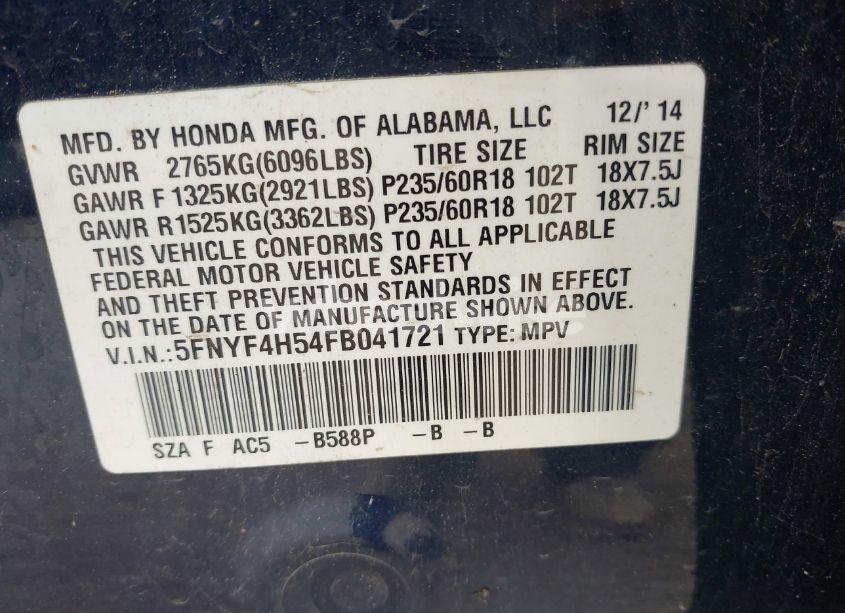 MFD. BY HONDA MFG. OF ALABAMA, LLC 12/' 14
GVWR 2765KG(6096LBS) TIRE SIZE RIM SIZE
GAWR F 1325KG(2921LBS) P235/60R18 102T 18X7.5J
GAWR R1525KG(3362LBS) P235/60R18 102T 18X7.5J
THIS VEHICLE CONFORMS TO ALL APPLICABLE
FEDERAL MOTOR VEHICLE SAFETY
AND THEFT PREVENTION STANDARDS IN EFFECT
ON THE DATE OF MANUFACTURE SHOWN ABOVE.
V.I.N.:5FNYF4H54FB041721 TYPE: MPV
SZA F AC5 -B588P -B -B